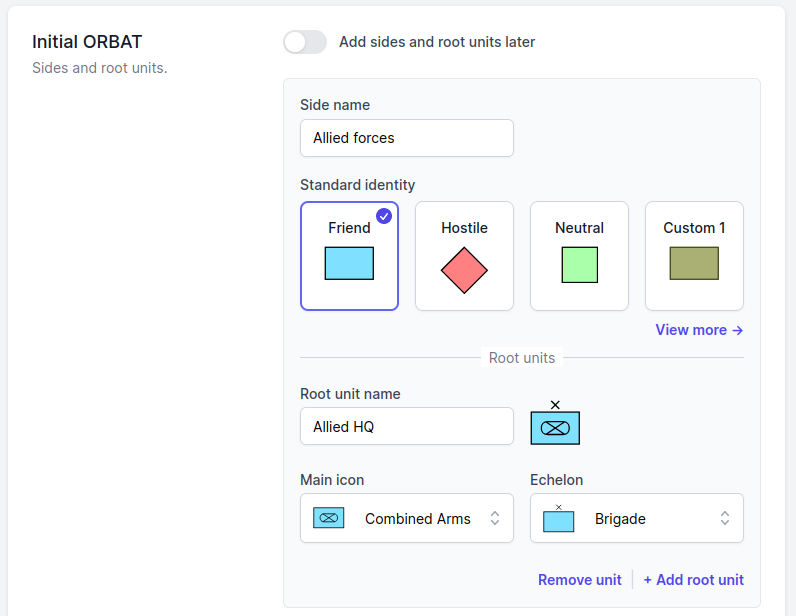 Initial ORBAT
Sides and root units.
Add sides and root units later
Side name
Allied forces
Standard identity
Friend
Hostile
Neutral
Custom 1
View more →
Root units
Root unit name
Allied HQ
Main icon
Echelon
Combined Arms
Brigade
Remove unit
+ Add root unit